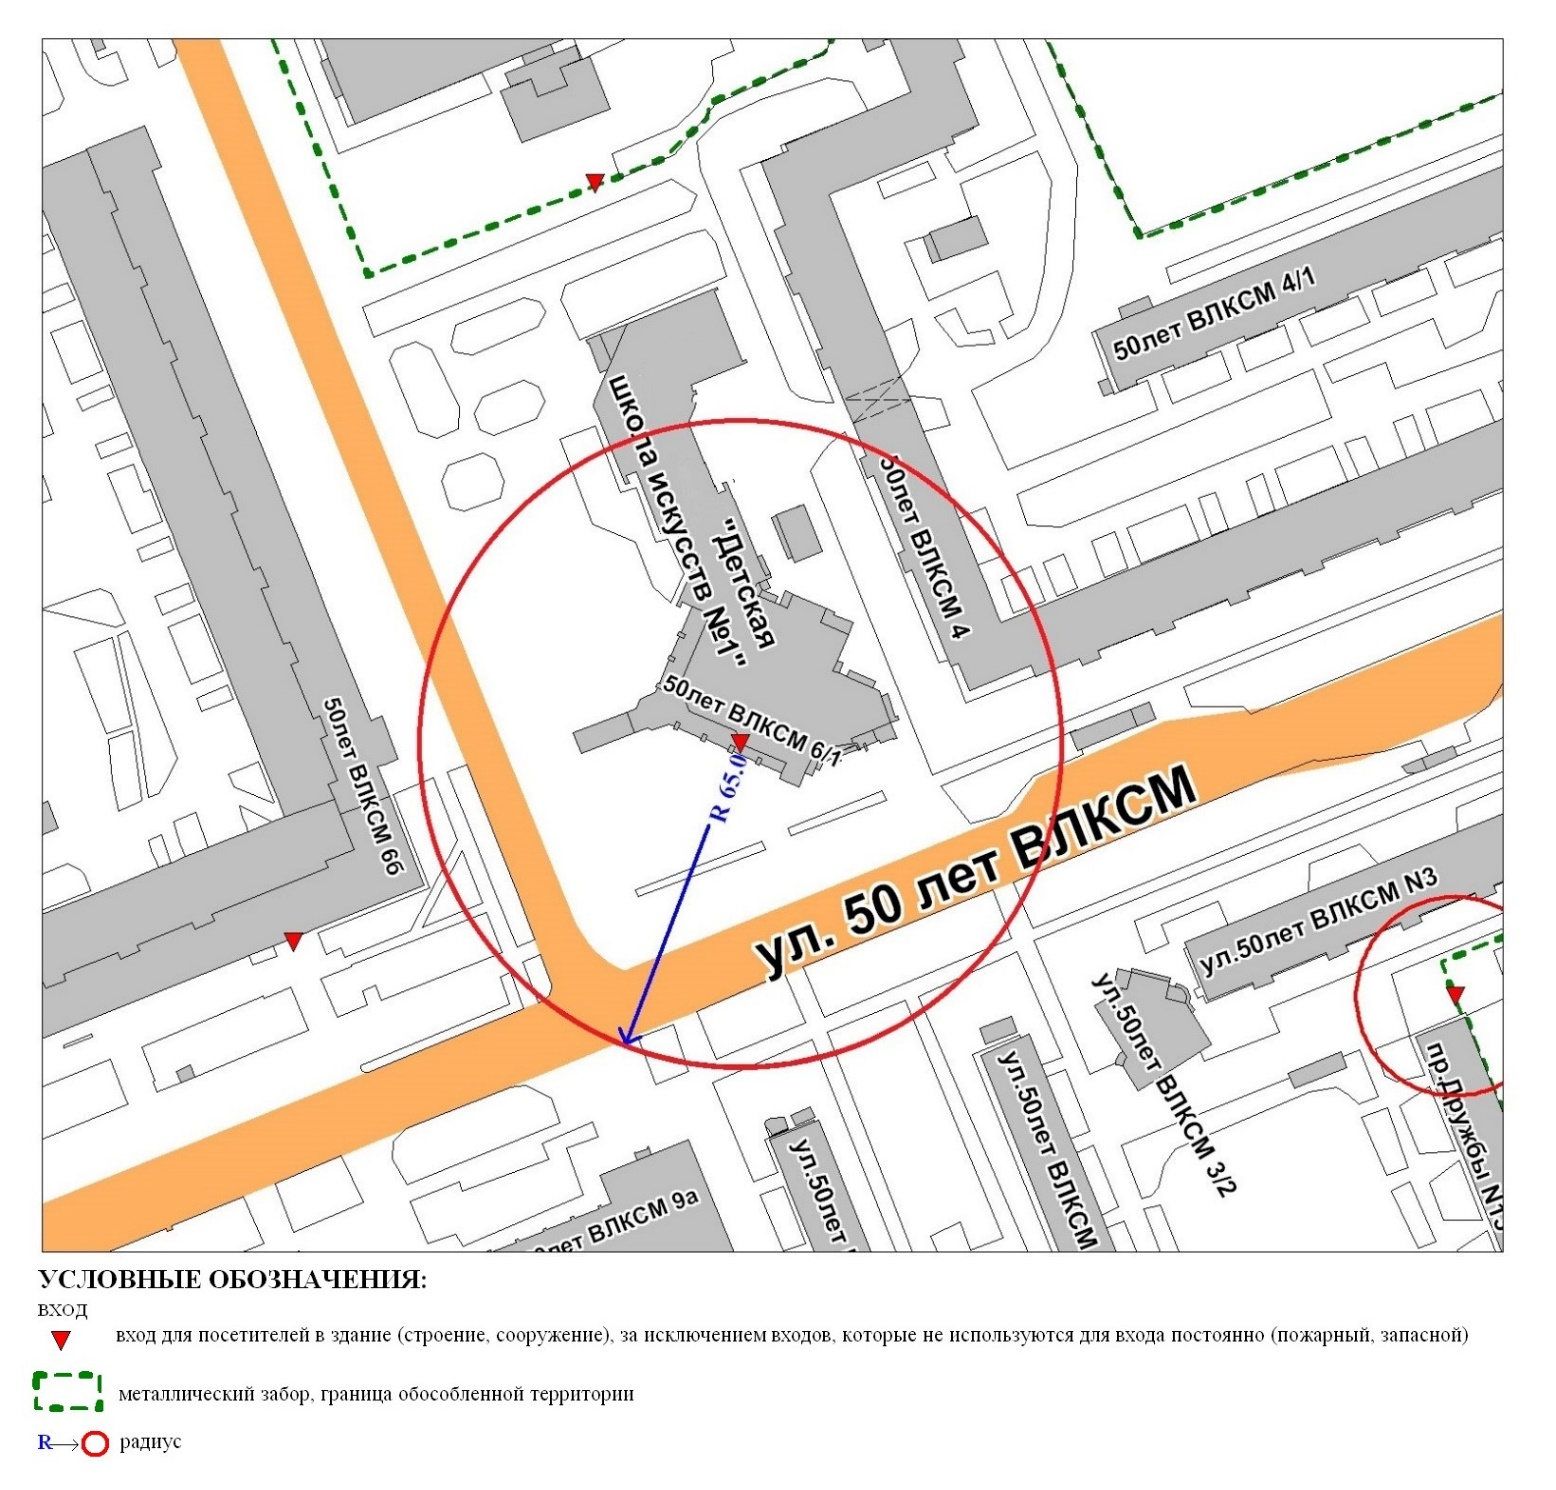 50лет ВЛКСМ 4/1
школа искусств №1"
"Детская
50лет ВЛКСМ 4
50лет ВЛКСМ 6/1
R 65.0
50лет ВЛКСМ 6б
ул. 50 лет ВЛКСМ
ул.50лет ВЛКСМ N3
ул.50лет ВЛКСМ 3/2
ул.50лет ВЛКСМ
пр.Дружбы N13
ул.50лет
лет ВЛКСМ 9а
УСЛОВНЫЕ ОБОЗНАЧЕНИЯ:
ВХОД
вход для посетителей в здание (строение, сооружение), за исключением входов, которые не используются для входа постоянно (пожарный, запасной)
металлический забор, граница обособленной территории
R радиус